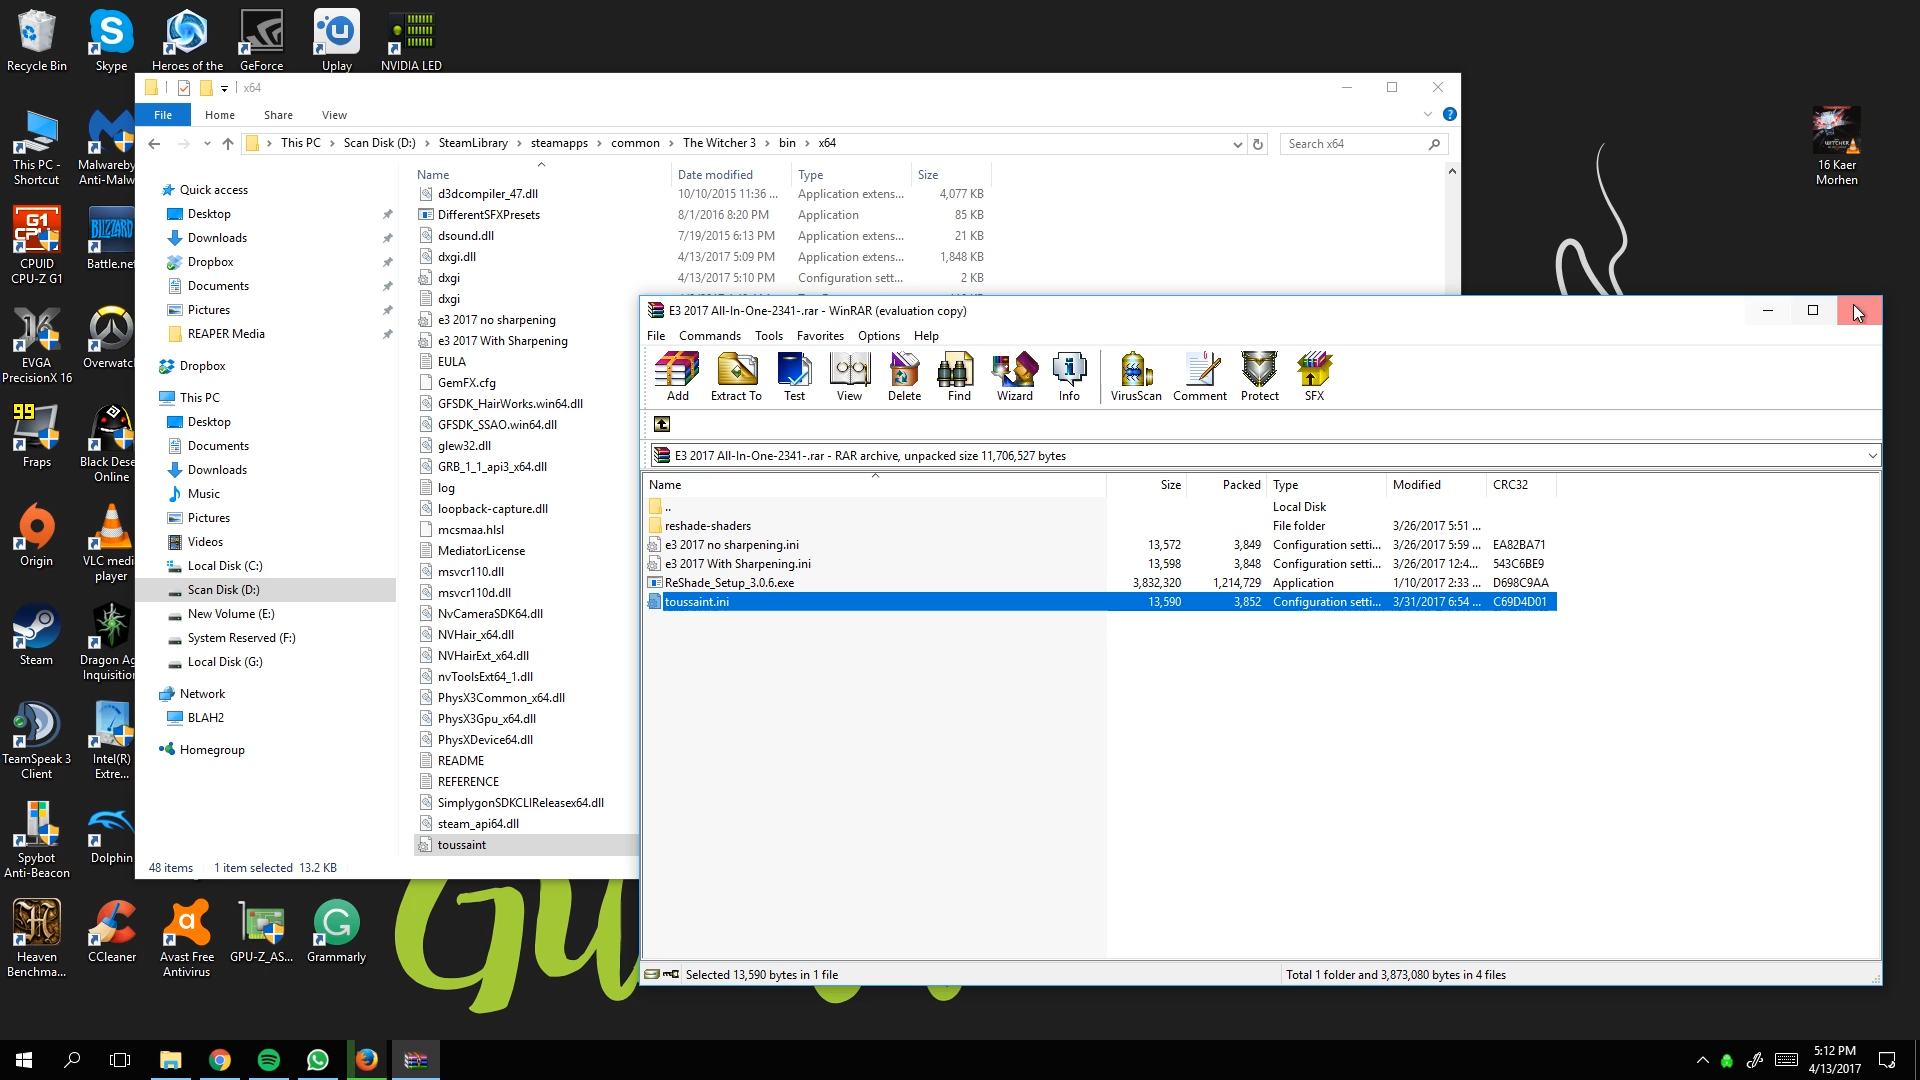 Recycle Bin
Skype
Heroes of the
GeForce
Uplay
NVIDIA LED
This PC - Shortcut
Malwareby
Anti-Malw
CPUID
CPU-Z G1
Battle.net
EVGA
PrecisionX 16
Overwatc
99
Fraps
Black Dese
Online
Origin
VLC medi
player
Steam
Dragon Ag
Inquisition
TeamSpeak 3
Client
Intel(R)
Extre...
Spybot
Anti-Beacon
Dolphin
Heaven
Benchma...
CCleaner
Avast Free
Antivirus
GPU-Z_AS...
Grammarly
16 Kaer
Morhen
x64
File Home Share View
This PC > Scan Disk (D:) > SteamLibrary > steamapps > common > The Witcher 3 > bin > x64
Search x64
Quick access
Desktop
Downloads
Dropbox
Documents
Pictures
REAPER Media
Dropbox
This PC
Desktop
Documents
Downloads
Music
Pictures
Videos
Local Disk (C:)
Scan Disk (D:)
New Volume (E:)
System Reserved (F:)
Local Disk (G:)
Network
BLAH2
Homegroup
Name Date modified Type Size
d3dcompiler_47.dll 10/10/2015 11:36 ... Application extens... 4,077 KB
DifferentSFXPresets 8/1/2016 8:20 PM Application 85 KB
dsound.dll 7/19/2015 6:13 PM Application extens... 21 KB
dxgi.dll 4/13/2017 5:09 PM Application extens... 1,848 KB
dxgi 4/13/2017 5:10 PM Configuration sett... 2 KB
dxgi
e3 2017 no sharpening
e3 2017 With Sharpening
EULA
GemFX.cfg
GFSDK_HairWorks.win64.dll
GFSDK_SSAO.win64.dll
glew32.dll
GRB_1_1_api3_x64.dll
log
loopback-capture.dll
mcsmaa.hlsl
MediatorLicense
msvcr110.dll
msvcr110d.dll
NvCameraSDK64.dll
NVHair_x64.dll
NVHairExt_x64.dll
nvToolsExt64_1.dll
PhysX3Common_x64.dll
PhysX3Gpu_x64.dll
PhysXDevice64.dll
README
REFERENCE
SimplygonSDKCLIReleasex64.dll
steam_api64.dll
toussaint
48 items 1 item selected 13.2 KB
E3 2017 All-In-One-2341-.rar - WinRAR (evaluation copy)
File Commands Tools Favorites Options Help
Add Extract To Test View Delete Find Wizard Info VirusScan Comment Protect SFX
E3 2017 All-In-One-2341-.rar - RAR archive, unpacked size 11,706,527 bytes
Name Size Packed Type Modified CRC32
.. Local Disk
reshade-shaders File folder 3/26/2017 5:51 ...
e3 2017 no sharpening.ini 13,572 3,849 Configuration setti... 3/26/2017 5:59 ... EA82BA71
e3 2017 With Sharpening.ini 13,598 3,848 Configuration setti... 3/26/2017 12:4... 543C6BE9
ReShade_Setup_3.0.6.exe 3,832,320 1,214,729 Application 1/10/2017 2:33 ... D698C9AA
toussaint.ini 13,590 3,852 Configuration setti... 3/31/2017 6:54 ... C69D4D01
Selected 13,590 bytes in 1 file
Total 1 folder and 3,873,080 bytes in 4 files
5:12 PM
4/13/2017